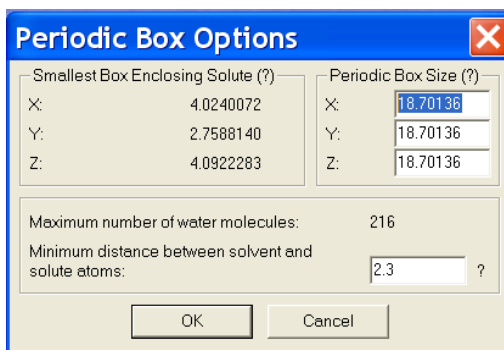 Periodic Box Options
Smallest Box Enclosing Solute (?)
X: 4.0240072
Y: 2.7588140
Z: 4.0922283
Periodic Box Size (?)
X: 18.70136
Y: 18.70136
Z: 18.70136
Maximum number of water molecules: 216
Minimum distance between solvent and
solute atoms: 2.3 ?
OK Cancel